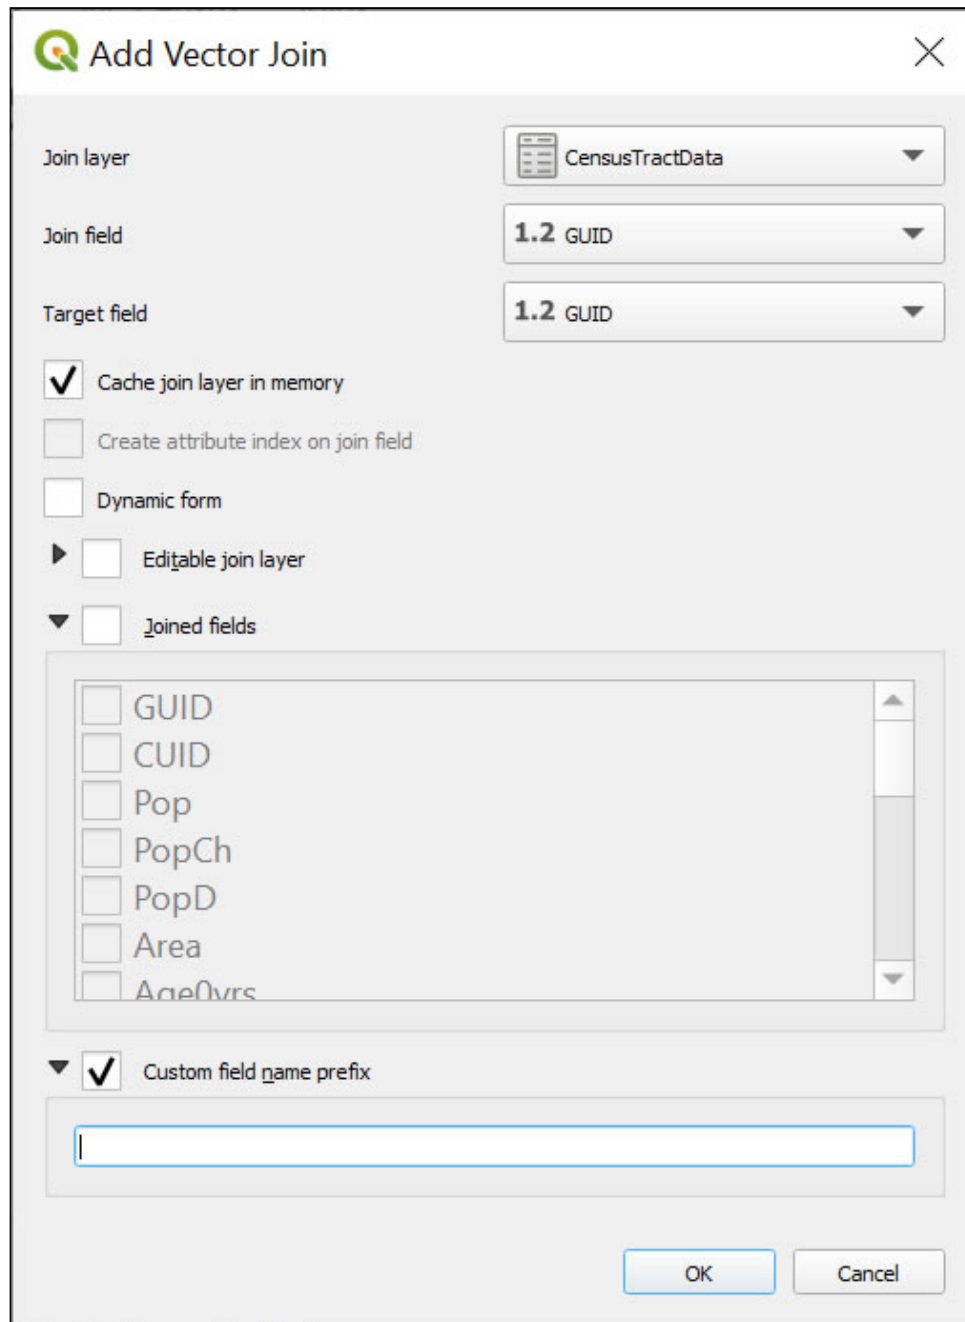 Add Vector Join
Join layer
CensusTractData
Join field
1.2 GUID
Target field
1.2 GUID
Cache join layer in memory
Create attribute index on join field
Dynamic form
Editable join layer
Joined fields
GUID
CUID
Pop
PopCh
PopD
Area
Age0yrs
Custom field name prefix
OK
Cancel